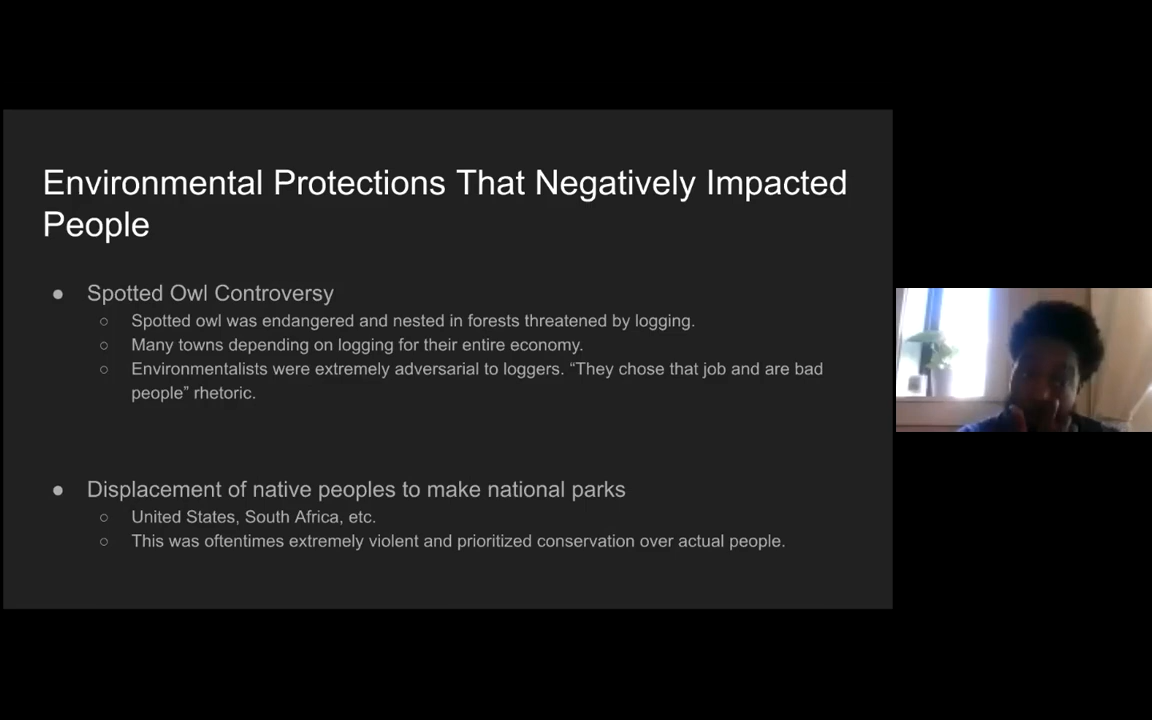 Environmental Protections That Negatively Impacted
People
● Spotted Owl Controversy
○ Spotted owl was endangered and nested in forests threatened by logging.
○ Many towns depending on logging for their entire economy.
○ Environmentalists were extremely adversarial to loggers. “They chose that job and are bad
people” rhetoric.
● Displacement of native peoples to make national parks
○ United States, South Africa, etc.
○ This was oftentimes extremely violent and prioritized conservation over actual people.